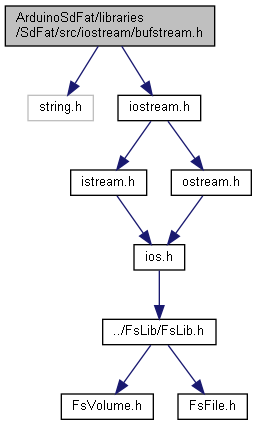 ArduinoSdFat/libraries
/SdFat/src/iostream/bufstream.h
string.h
iostream.h
istream.h
ostream.h
ios.h
../FsLib/FsLib.h
FsVolume.h
FsFile.h